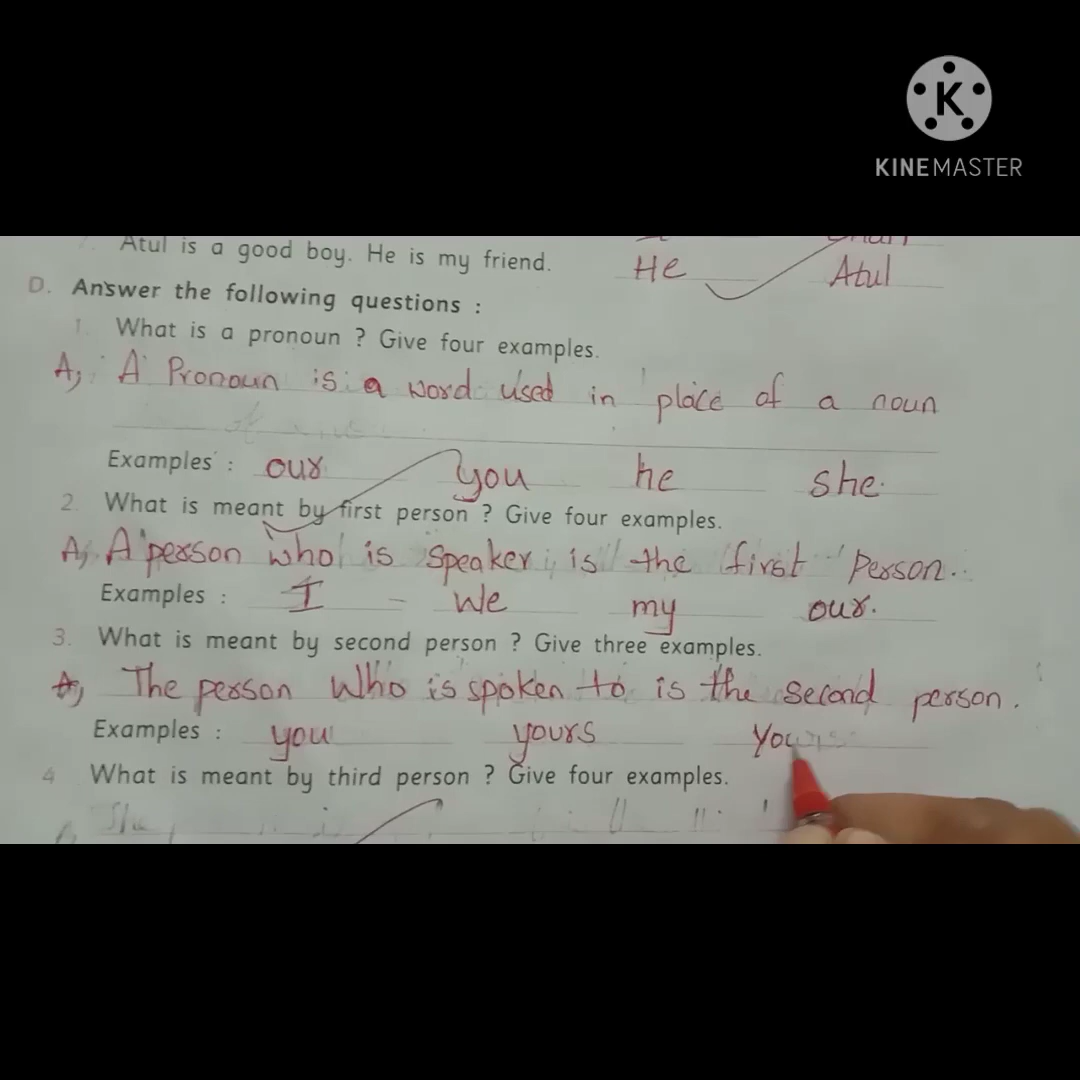 KINEMASTER
Atul is a good boy. He is my friend. He Atul
D. Answer the following questions :
1. What is a pronoun ? Give four examples.
A, A Pronoun is a word used in place of a noun
Examples : our you he she.
2. What is meant by first person ? Give four examples.
A, A person who is speaker is the first person.
Examples : I We my our.
3. What is meant by second person ? Give three examples.
A, The person Who is spoken to is the second person.
Examples : you yours You
4 What is meant by third person ? Give four examples.